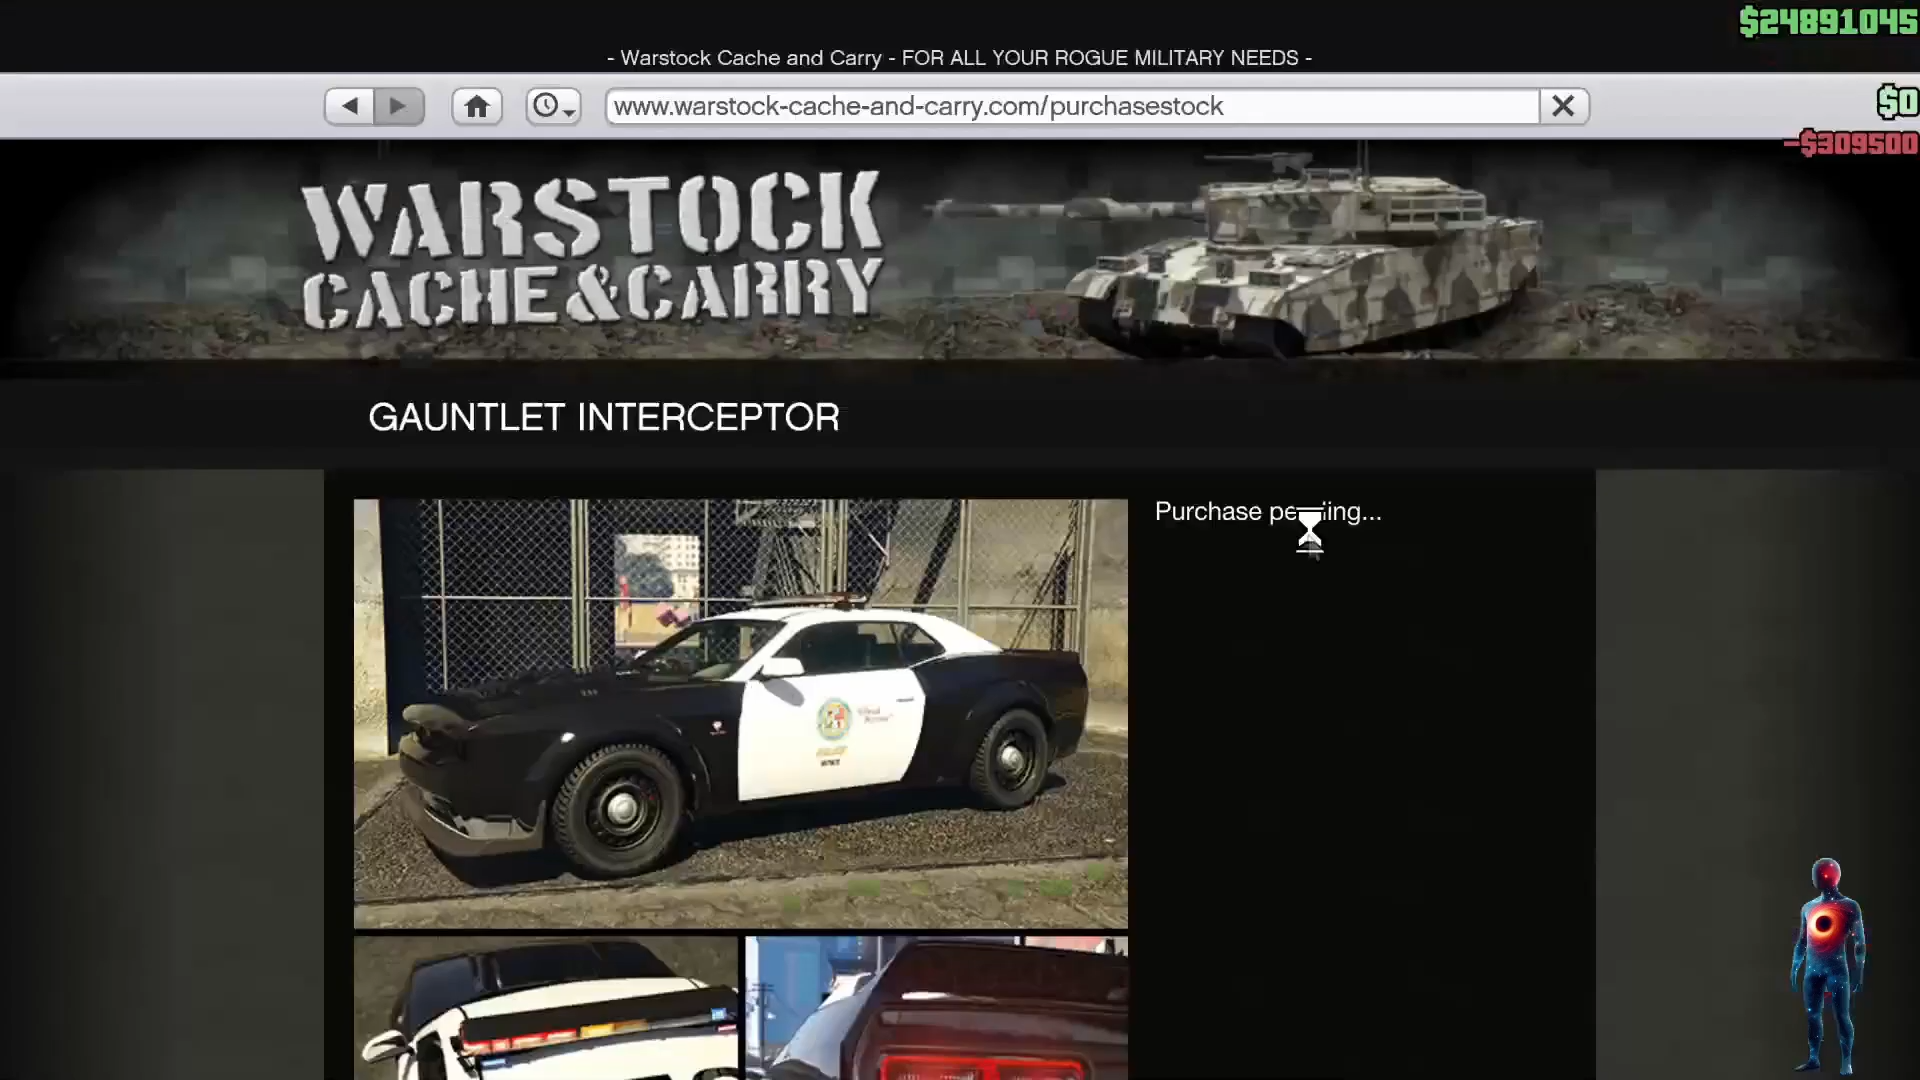 $24891045
- Warstock Cache and Carry - FOR ALL YOUR ROGUE MILITARY NEEDS -
www.warstock-cache-and-carry.com/purchasestock
$0
-$309500
WARSTOCK
CACHE&CARRY
GAUNTLET INTERCEPTOR
Purchase